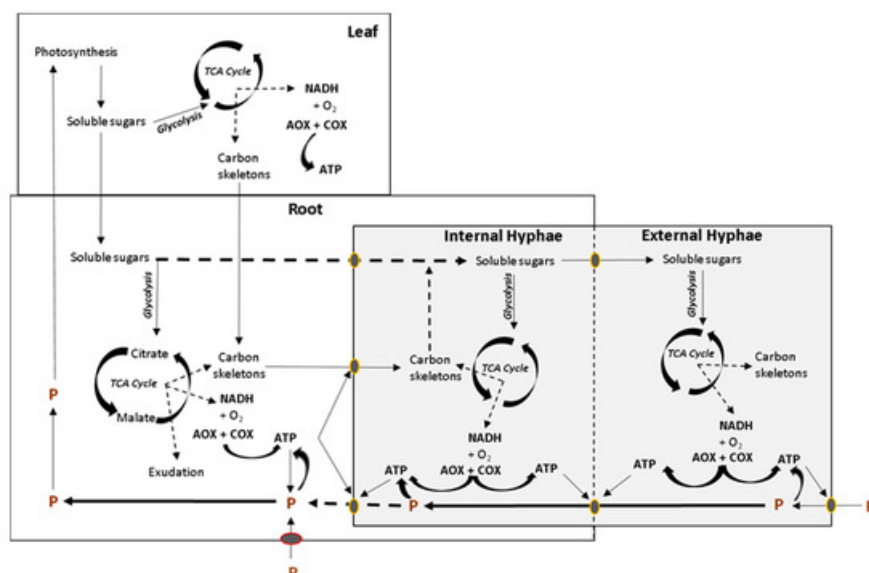 Leaf
Photosynthesis
TCA Cycle
NADH
+ O₂
AOX + COX
ATP
Soluble sugars
Glycolysis
Carbon
skeletons
Root
Soluble sugars
Glycolysis
Citrate
TCA Cycle
Malate
Carbon
skeletons
NADH
+ O₂
AOX + COX
ATP
Exudation
P
P
P
P
Internal Hyphae
Soluble sugars
Glycolysis
TCA Cycle
Carbon
skeletons
NADH
+ O₂
AOX + COX
ATP
ATP
P
External Hyphae
Soluble sugars
Glycolysis
TCA Cycle
Carbon
skeletons
NADH
+ O₂
AOX + COX
ATP
ATP
P